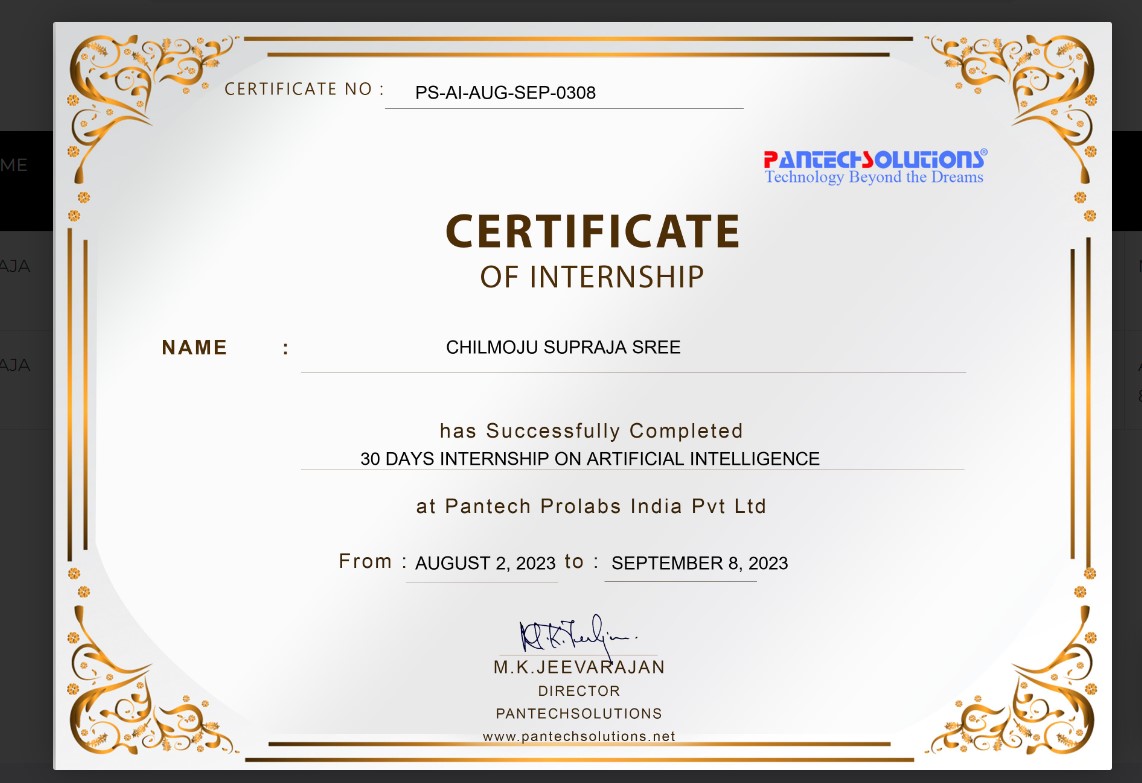 CERTIFICATE NO : PS-AI-AUG-SEP-0308
PANTECHSOLUTIONS®
Technology Beyond the Dreams
CERTIFICATE
OF INTERNSHIP
NAME : CHILMOJU SUPRAJA SREE
has Successfully Completed
30 DAYS INTERNSHIP ON ARTIFICIAL INTELLIGENCE
at Pantech Prolabs India Pvt Ltd
From : AUGUST 2, 2023 to : SEPTEMBER 8, 2023
M.K.JEEVARAJAN
DIRECTOR
PANTECHSOLUTIONS
www.pantechsolutions.net
ME
AJA
AJA